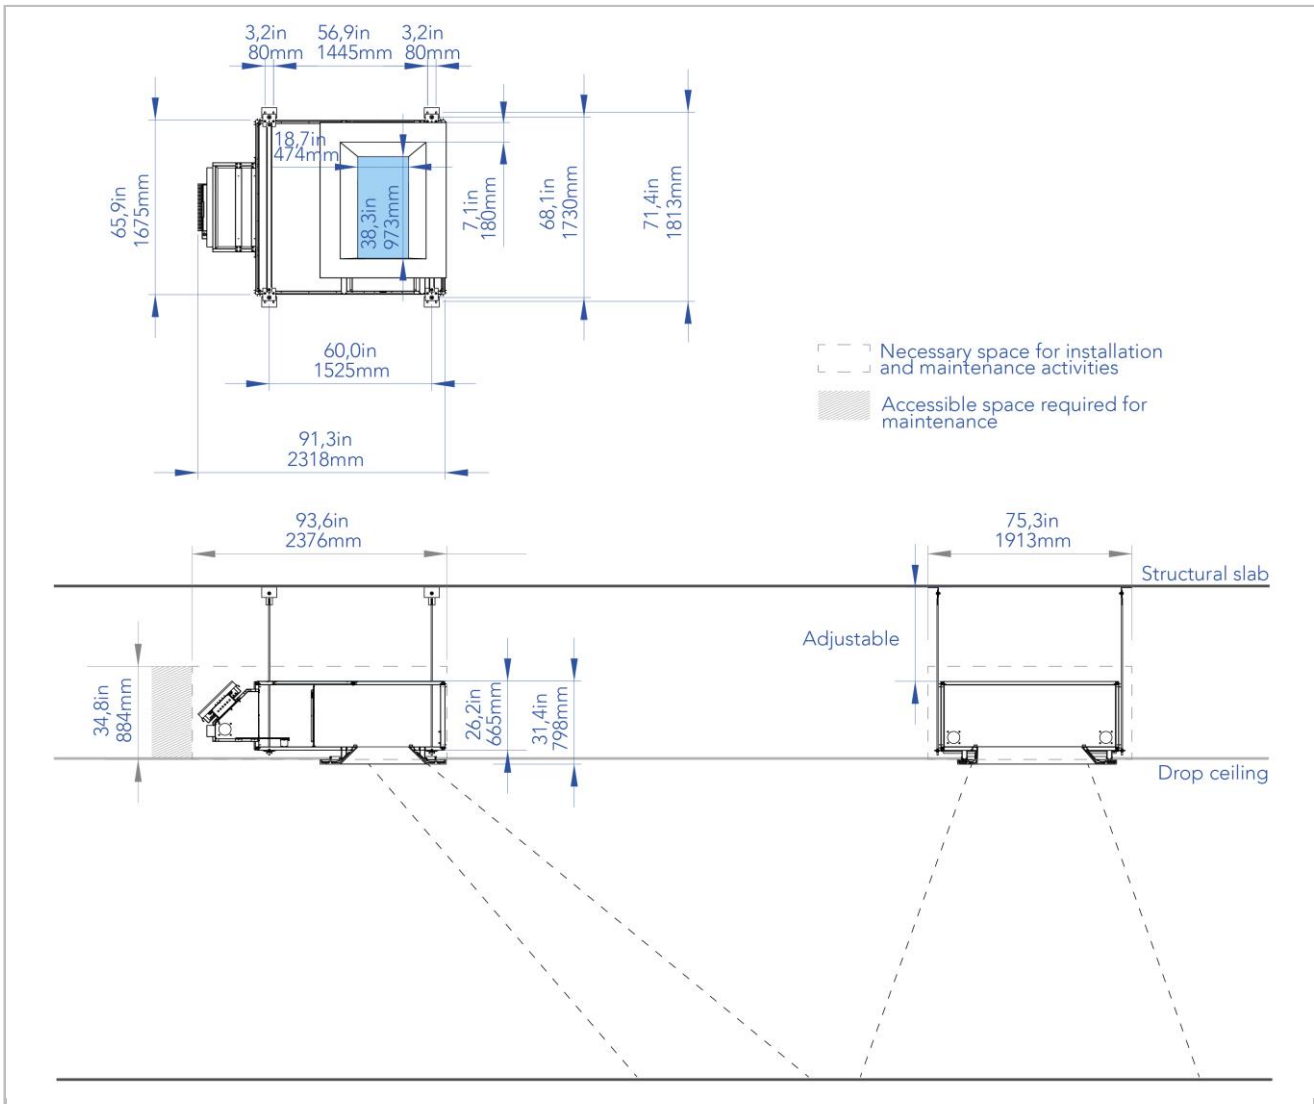 3,2in
80mm
56,9in
1445mm
3,2in
80mm
18,7in
474mm
38,3in
973mm
65,9in
1675mm
7,1in
180mm
68,1in
1730mm
71,4in
1813mm
60,0in
1525mm
91,3in
2318mm
Necessary space for installation
and maintenance activities
Accessible space required for
maintenance
93,6in
2376mm
75,3in
1913mm
Structural slab
Adjustable
34,8in
884mm
26,2in
665mm
31,4in
798mm
Drop ceiling